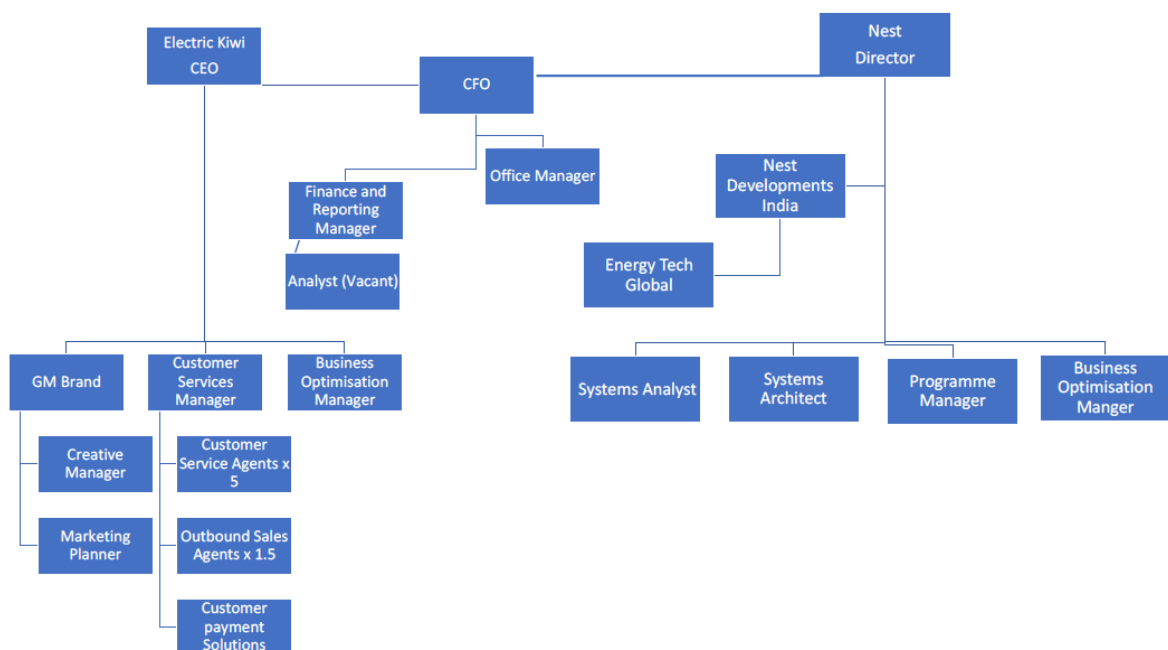 Electric Kiwi
CEO
CFO
Nest
Director
Office Manager
Nest
Developments
India
Finance and
Reporting
Manager
Energy Tech
Global
Analyst (Vacant)
GM Brand
Customer
Services
Manager
Business
Optimisation
Manager
Systems Analyst
Systems
Architect
Programme
Manager
Business
Optimisation
Manger
Creative
Manager
Customer
Service Agents x
5
Marketing
Planner
Outbound Sales
Agents x 1.5
Customer
payment
Solutions